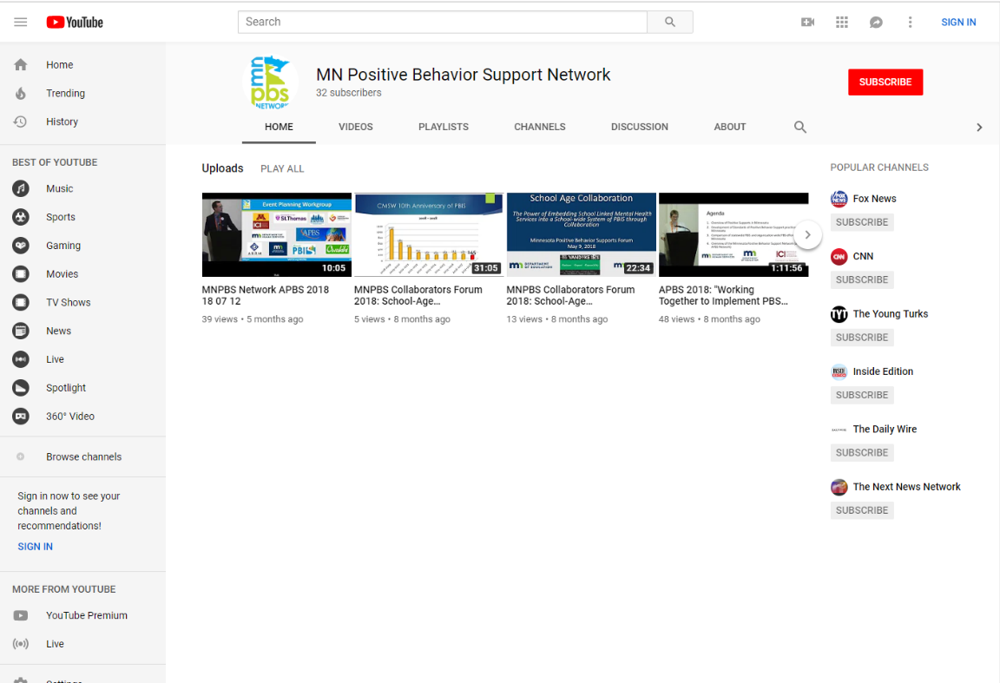 YouTube
Search
SIGN IN
Home
Trending
History
BEST OF YOUTUBE
Music
Sports
Gaming
Movies
TV Shows
News
Live
Spotlight
360° Video
Browse channels
Sign in now to see your
channels and
recommendations!
SIGN IN
MORE FROM YOUTUBE
YouTube Premium
Live
Settings
mn
pbs
NETWORK
MN Positive Behavior Support Network
32 subscribers
SUBSCRIBE
HOME VIDEOS PLAYLISTS CHANNELS DISCUSSION ABOUT
Uploads PLAY ALL
Event Planning Workgroup
St.Thomas
APBS
PBIS
10:05
MNPBS Network APBS 2018
18 07 12
39 views • 5 months ago
CMSW 10th Anniversary of PBIS
31:05
MNPBS Collaborators Forum
2018: School-Age...
5 views • 8 months ago
School Age Collaboration
The Power of Embedding School Linked Mental Health
Services into a School-wide System of PBIS through
Collaboration
Minnesota Positive Behavior Supports Forum
May 9, 2018
DEPARTMENT
OF EDUCATION
22:34
MNPBS Collaborators Forum
2018: School-Age...
13 views • 8 months ago
Agenda
ICI
1:11:56
APBS 2018: "Working
Together to Implement PBS...
48 views • 8 months ago
POPULAR CHANNELS
FOX
NEWS
Fox News
SUBSCRIBE
CNN
CNN
SUBSCRIBE
TYT
The Young Turks
SUBSCRIBE
INSIDE
Inside Edition
SUBSCRIBE
The Daily Wire
SUBSCRIBE
The Next News Network
SUBSCRIBE